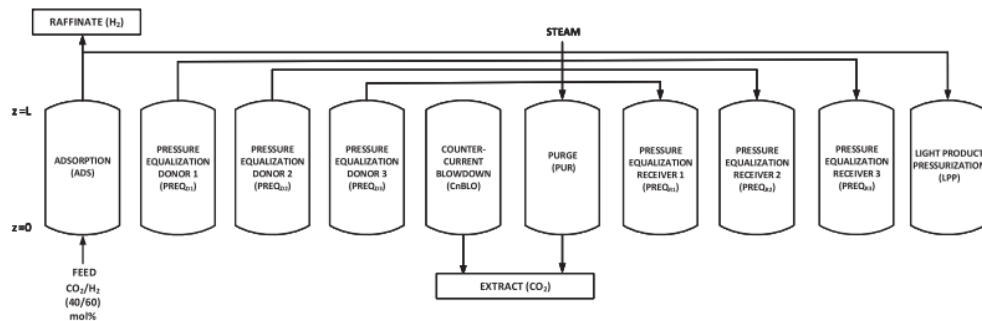 RAFFINATE (H₂)
STEAM
z=L
z=0
ADSORPTION
(ADS)
PRESSURE
EQUALIZATION
DONOR 1
(PREQD1)
PRESSURE
EQUALIZATION
DONOR 2
(PREQD2)
PRESSURE
EQUALIZATION
DONOR 3
(PREQD3)
COUNTER-
CURRENT
BLOWDOWN
(CnBLO)
PURGE
(PUR)
PRESSURE
EQUALIZATION
RECEIVER 1
(PREQR1)
PRESSURE
EQUALIZATION
RECEIVER 2
(PREQR2)
PRESSURE
EQUALIZATION
RECEIVER 3
(PREQR3)
LIGHT PRODUCT
PRESSURIZATION
(LPP)
FEED
CO₂/H₂
(40/60)
mol%
EXTRACT (CO₂)